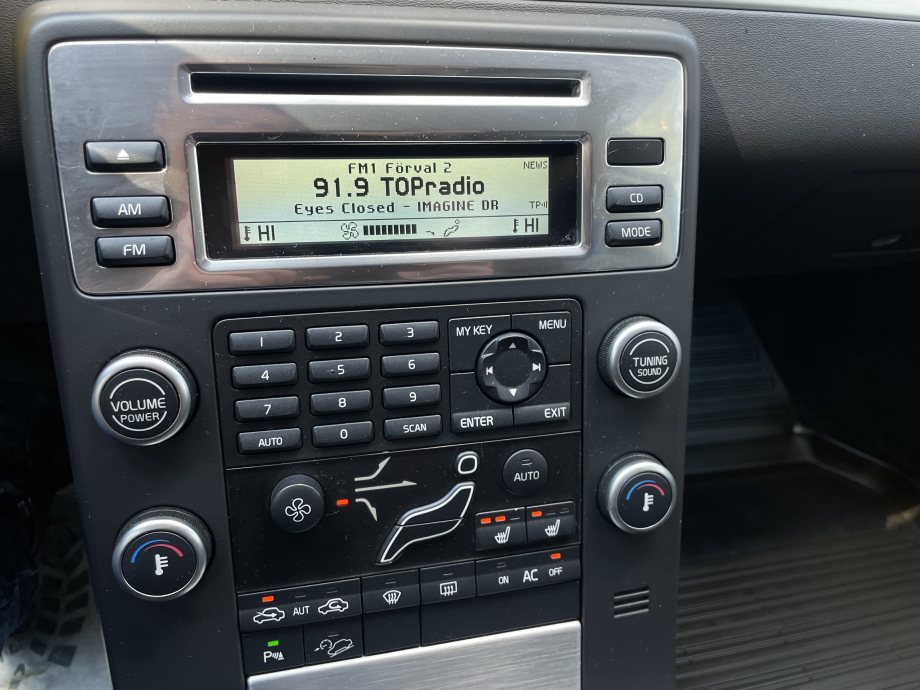 FM1 Förval 2
NEWS
91.9 TOPradio
Eyes Closed - IMAGINE DR
TP
HI
HI
AM
FM
CD
MODE
1 2 3
4 5 6
7 8 9
AUTO 0 SCAN
MY KEY MENU
ENTER EXIT
VOLUME
POWER
TUNING
SOUND
AUTO
AUT
ON AC OFF
P